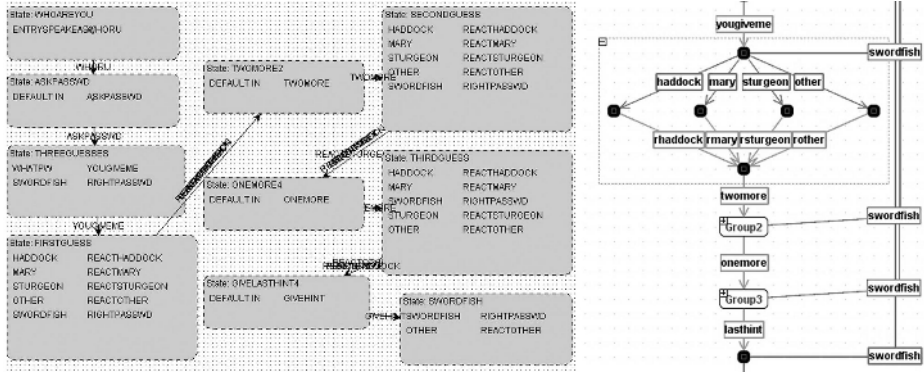 State: WHOAREYOU
WHORU
State: ASKPASSWD
DEFAULT IN ASKPASSWD
ASKPASSWD
State: THREEGUESSES
WHATPW YOUGIVEME
SWORDFISH RIGHTPASSWD
YOUGIVEME
State: FIRSTGUESS
HADDOCK REACTHADDOCK
MARY REACTMARY
STURGEON REACTSTURGEON
OTHER REACTOTHER
SWORDFISH RIGHTPASSWD
State: TWOMORE2
DEFAULT IN TWOMORE
State: ONEMORE4
DEFAULT IN ONEMORE
State: GIVELASTHINT4
DEFAULT IN GIVEHINT
State: SECONDGUESS
HADDOCK REACTHADDOCK
MARY REACTMARY
STURGEON REACTSTURGEON
OTHER REACTOTHER
SWORDFISH RIGHTPASSWD
State: THIRDGUESS
HADDOCK REACTHADDOCK
MARY REACTMARY
SWORDFISH RIGHTPASSWD
STURGEON REACTSTURGEON
OTHER REACTOTHER
State: SWORDFISH
SWORDFISH RIGHTPASSWD
OTHER REACTOTHER
yougiveme
swordfish
haddock mary sturgeon other
rhaddock rmary rsturgeon rother
twomore
swordfish
Group2
onemore
swordfish
Group3
lasthint
swordfish